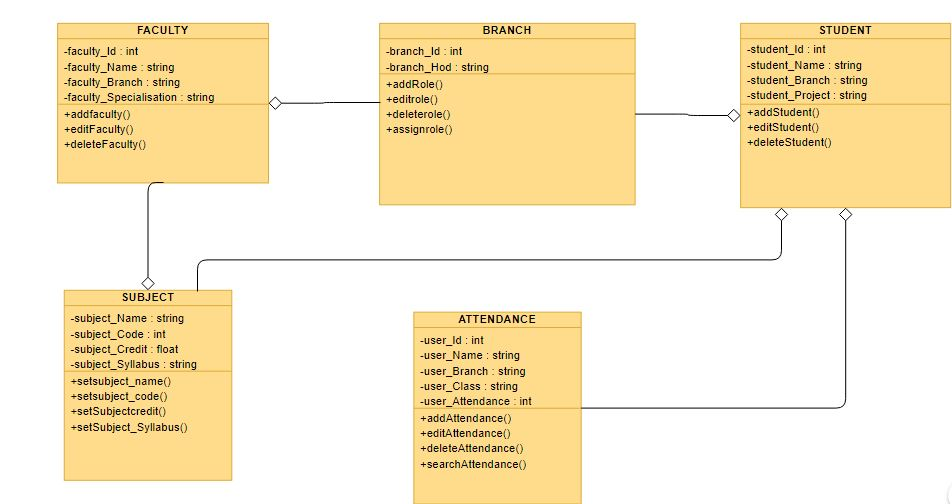 FACULTY
-faculty_Id : int
-faculty_Name : string
-faculty_Branch : string
-faculty_Specialisation : string
+addfaculty()
+editFaculty()
+deleteFaculty()
BRANCH
-branch_Id : int
-branch_Hod : string
+addRole()
+editrole()
+deleterole()
+assignrole()
STUDENT
-student_Id : int
-student_Name : string
-student_Branch : string
-student_Project : string
+addStudent()
+editStudent()
+deleteStudent()
SUBJECT
-subject_Name : string
-subject_Code : int
-subject_Credit : float
-subject_Syllabus : string
+setsubject_name()
+setsubject_code()
+setSubjectcredit()
+setSubject_Syllabus()
ATTENDANCE
-user_Id : int
-user_Name : string
-user_Branch : string
-user_Class : string
-user_Attendance : int
+addAttendance()
+editAttendance()
+deleteAttendance()
+searchAttendance()